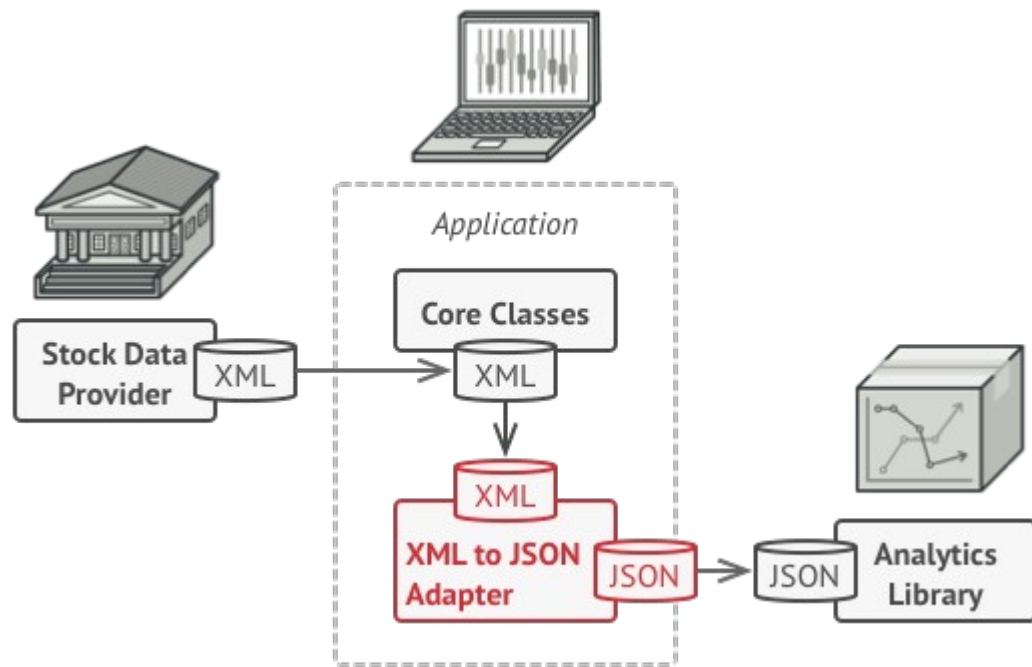 Application
Core Classes
XML
Stock Data
Provider
XML
XML
XML to JSON
Adapter
JSON
JSON
Analytics
Library